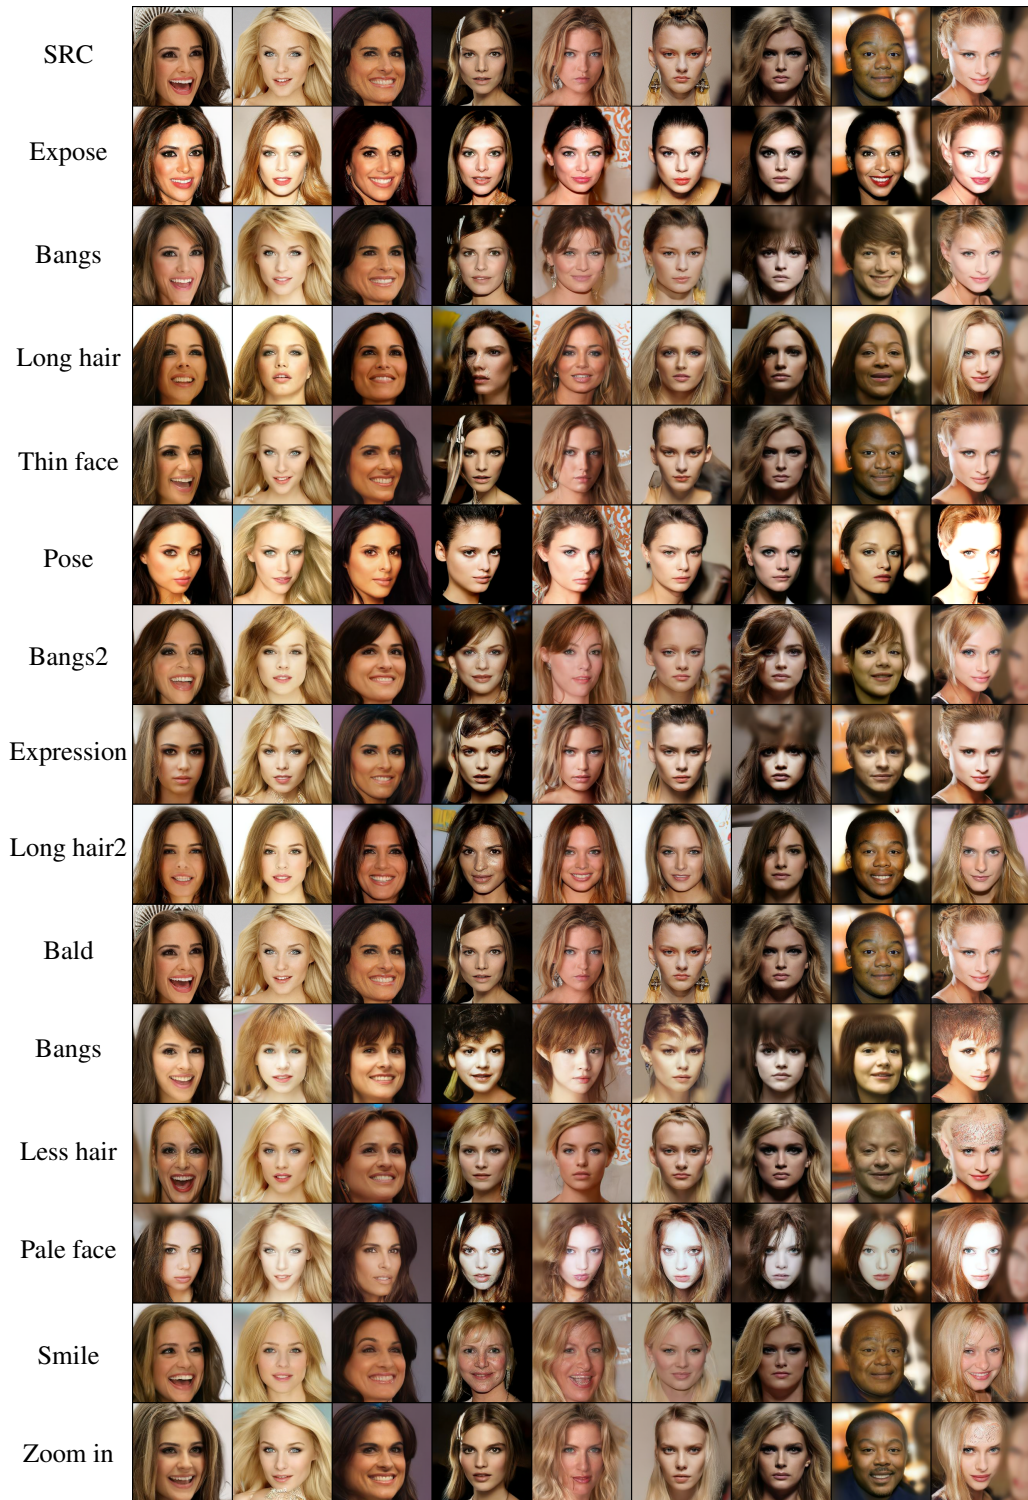 SRC
Expose
Bangs
Long hair
Thin face
Pose
Bangs2
Expression
Long hair2
Bald
Bangs
Less hair
Pale face
Smile
Zoom in